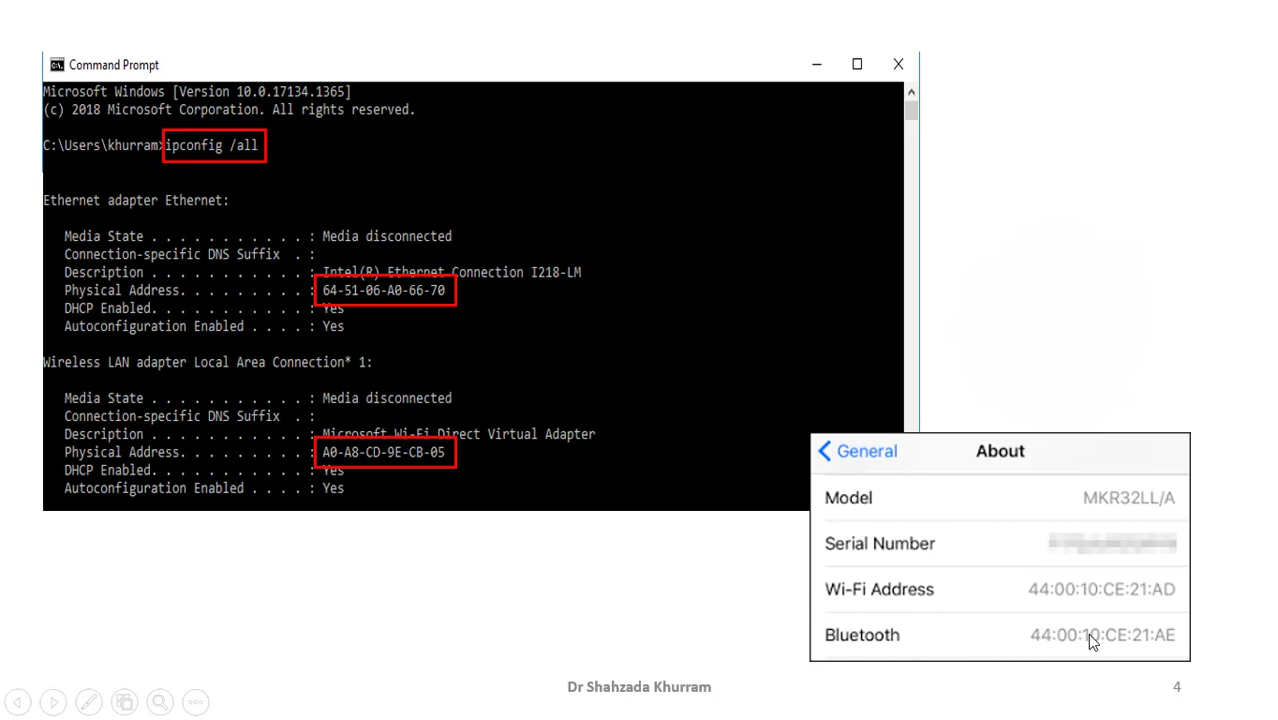 Command Prompt
Microsoft Windows [Version 10.0.17134.1365]
(c) 2018 Microsoft Corporation. All rights reserved.
C:\Users\khurram>ipconfig /all
Ethernet adapter Ethernet:
Media State . . . . . . . . . . . : Media disconnected
Connection-specific DNS Suffix  . :
Description . . . . . . . . . . . : Intel(R) Ethernet Connection I218-LM
Physical Address. . . . . . . . . : 64-51-06-A0-66-70
DHCP Enabled. . . . . . . . . . . : Yes
Autoconfiguration Enabled . . . . : Yes
Wireless LAN adapter Local Area Connection* 1:
Media State . . . . . . . . . . . : Media disconnected
Connection-specific DNS Suffix  . :
Description . . . . . . . . . . . : Microsoft Wi-Fi Direct Virtual Adapter
Physical Address. . . . . . . . . : A0-A8-CD-9E-CB-05
DHCP Enabled. . . . . . . . . . . : Yes
Autoconfiguration Enabled . . . . : Yes
General About
Model MKR32LL/A
Serial Number
Wi-Fi Address 44:00:10:CE:21:AD
Bluetooth 44:00:10:CE:21:AE
Dr Shahzada Khurram 4